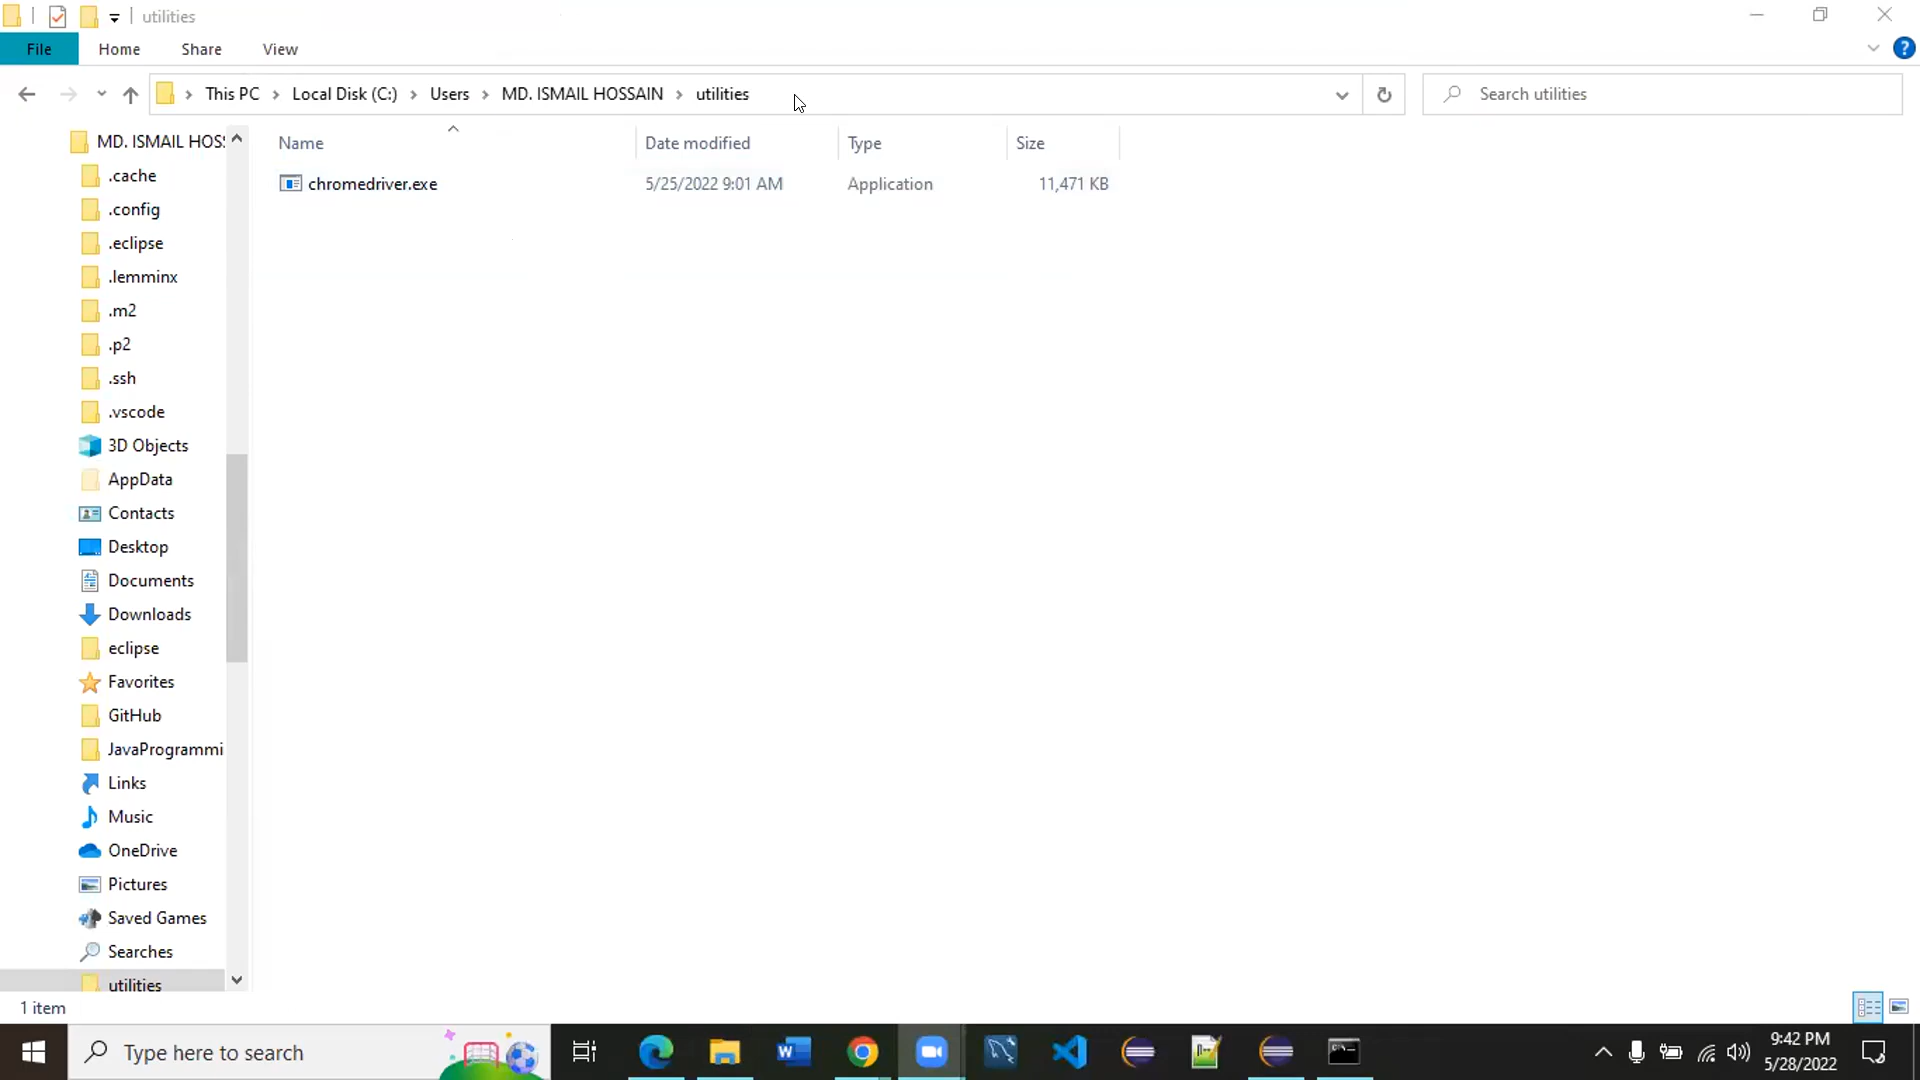 utilities
File Home Share View
This PC Local Disk (C:) Users MD. ISMAIL HOSSAIN utilities
Search utilities
MD. ISMAIL HOS
.cache
.config
.eclipse
.lemminx
.m2
.p2
.ssh
.vscode
3D Objects
AppData
Contacts
Desktop
Documents
Downloads
eclipse
Favorites
GitHub
JavaProgrammi
Links
Music
OneDrive
Pictures
Saved Games
Searches
utilities
Name Date modified Type Size
chromedriver.exe 5/25/2022 9:01 AM Application 11,471 KB
1 item
Type here to search
9:42 PM
5/28/2022